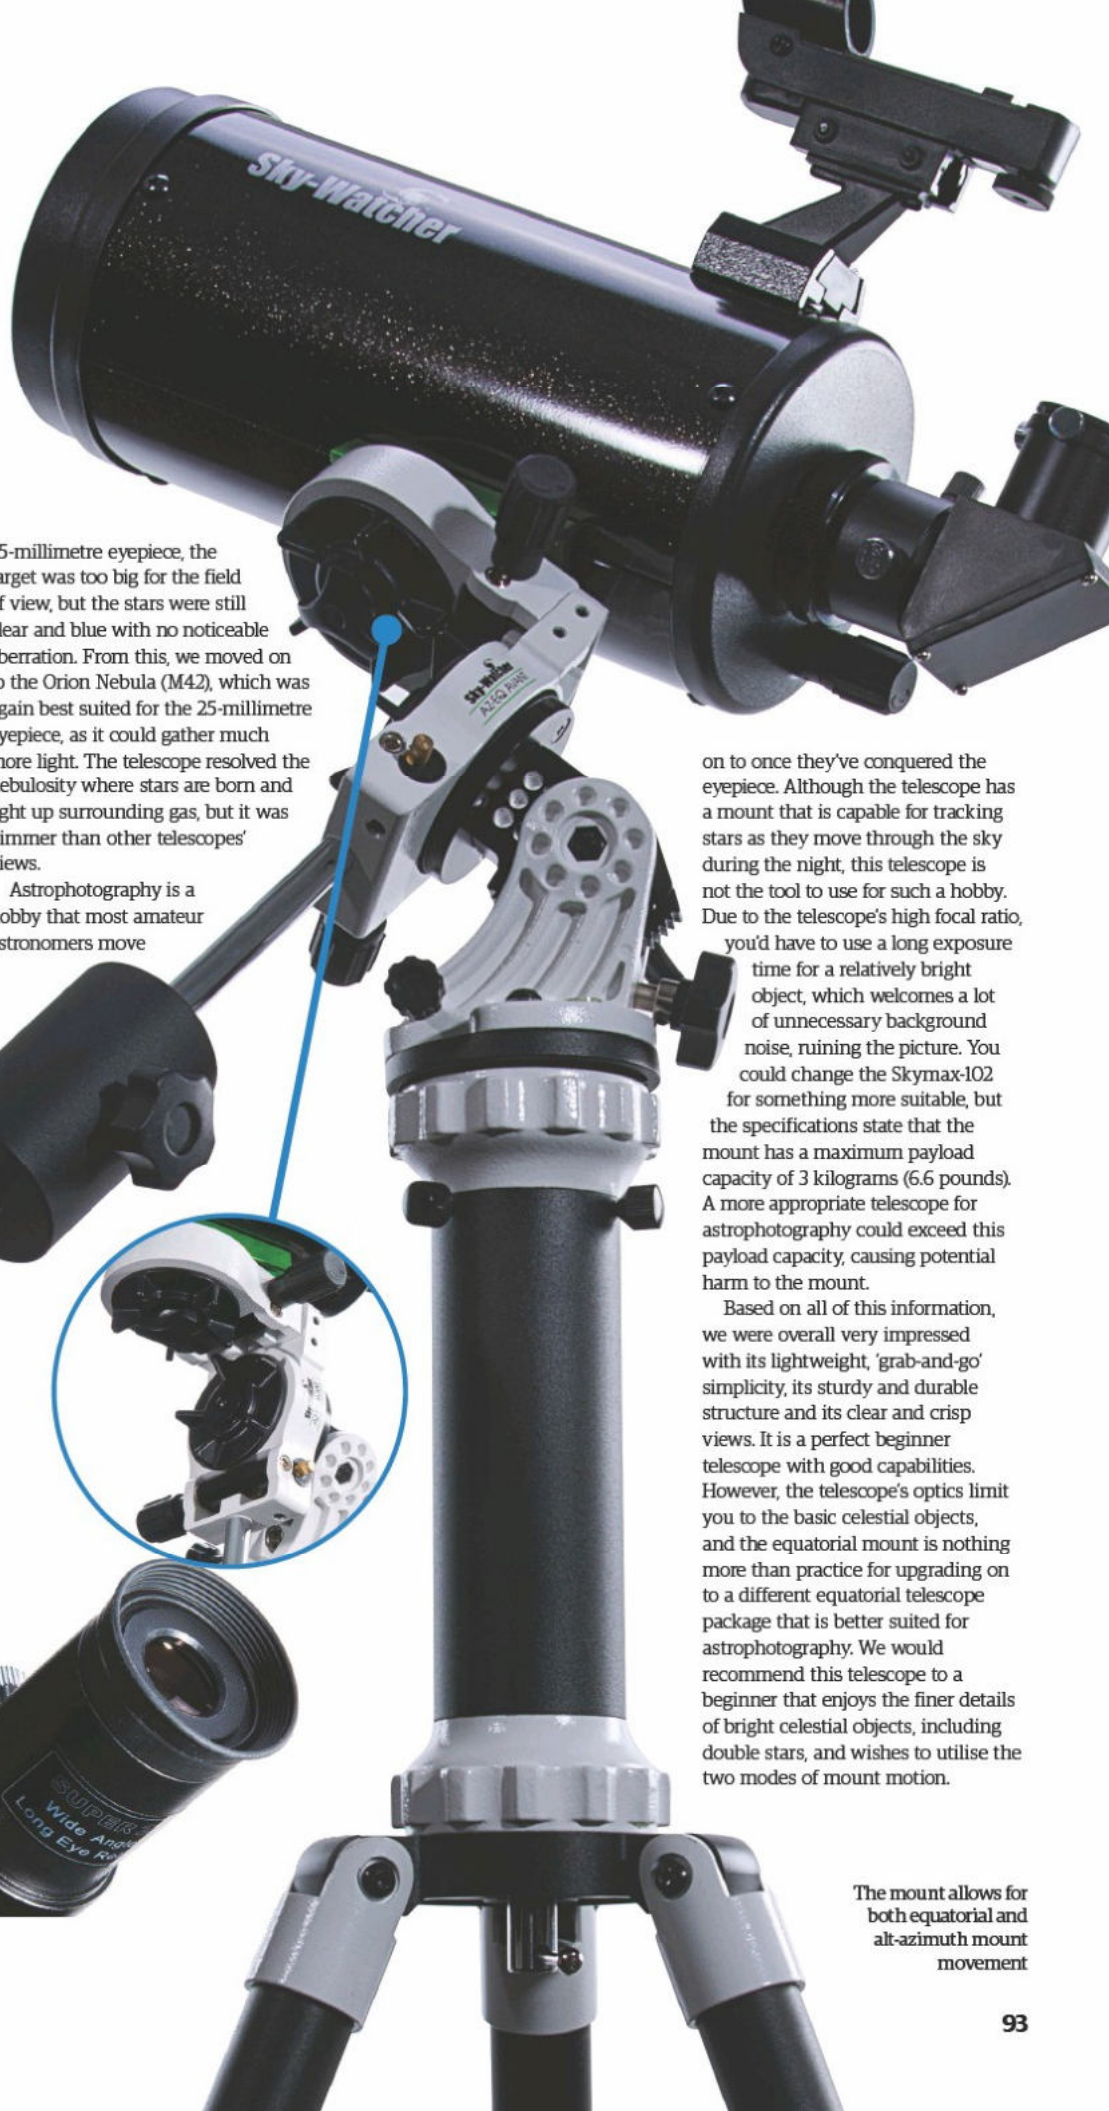 Sky-Watcher
Sky-Watcher
AZ-EQ AVANT
5-millimetre eyepiece, the
arget was too big for the field
f view, but the stars were still
lear and blue with no noticeable
berration. From this, we moved on
o the Orion Nebula (M42), which was
gain best suited for the 25-millimetre
yepiece, as it could gather much
nore light. The telescope resolved the
ebulosity where stars are born and
ght up surrounding gas, but it was
immer than other telescopes'
iews.
Astrophotography is a
obby that most amateur
stronomers move
on to once they've conquered the
eyepiece. Although the telescope has
a mount that is capable for tracking
stars as they move through the sky
during the night, this telescope is
not the tool to use for such a hobby.
Due to the telescope's high focal ratio,
you'd have to use a long exposure
time for a relatively bright
object, which welcomes a lot
of unnecessary background
noise, ruining the picture. You
could change the Skymax-102
for something more suitable, but
the specifications state that the
mount has a maximum payload
capacity of 3 kilograms (6.6 pounds).
A more appropriate telescope for
astrophotography could exceed this
payload capacity, causing potential
harm to the mount.
Based on all of this information,
we were overall very impressed
with its lightweight, 'grab-and-go'
simplicity, its sturdy and durable
structure and its clear and crisp
views. It is a perfect beginner
telescope with good capabilities.
However, the telescope's optics limit
you to the basic celestial objects,
and the equatorial mount is nothing
more than practice for upgrading on
to a different equatorial telescope
package that is better suited for
astrophotography. We would
recommend this telescope to a
beginner that enjoys the finer details
of bright celestial objects, including
double stars, and wishes to utilise the
two modes of mount motion.
SUPER
Wide Angle
Long Eye Re
The mount allows for
both equatorial and
alt-azimuth mount
movement
93